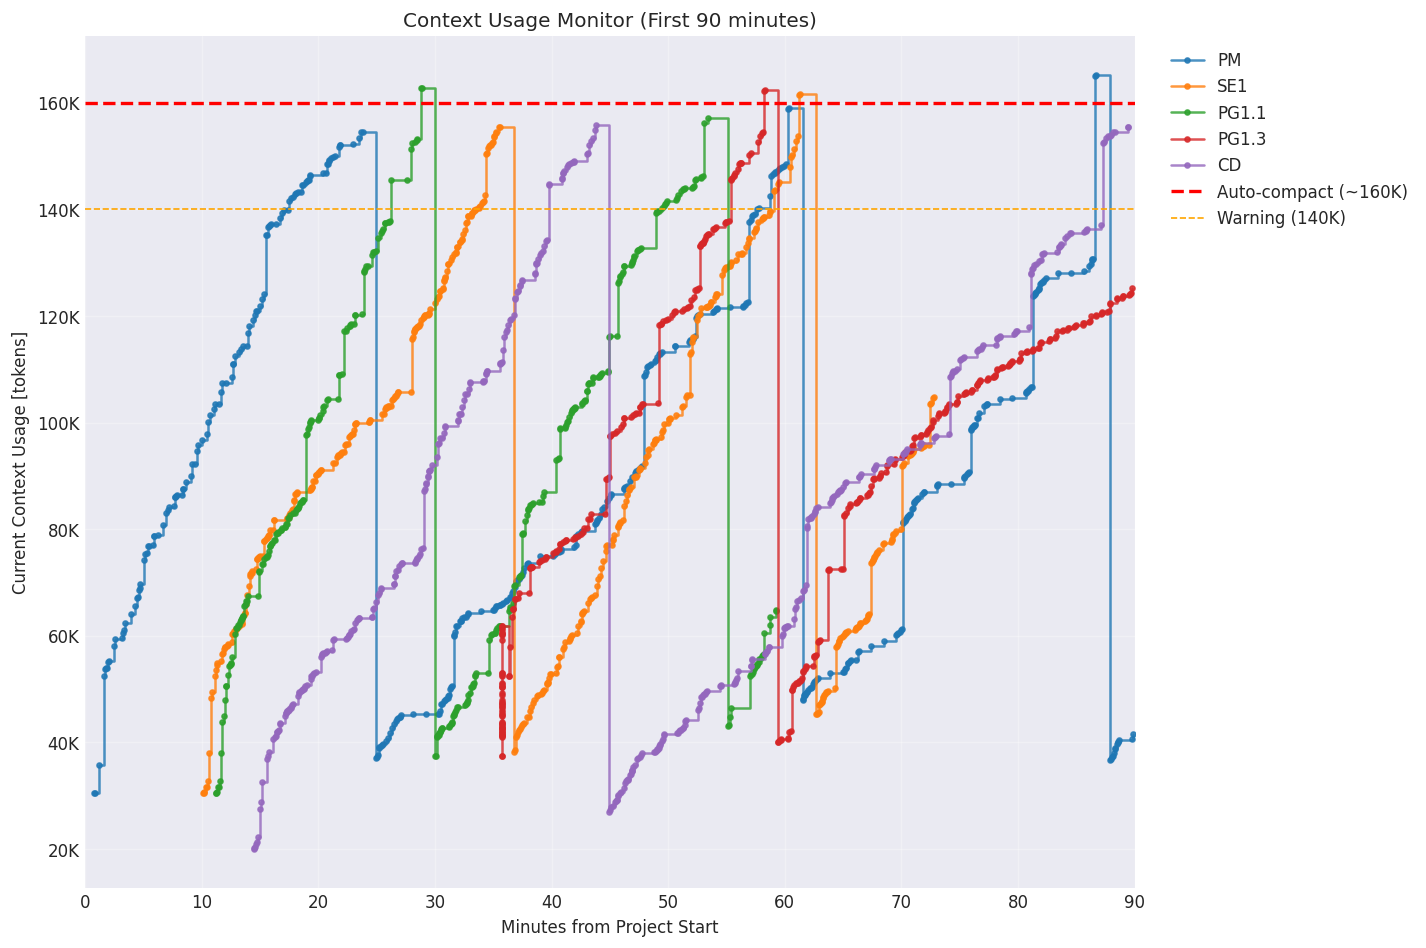 Context Usage Monitor (First 90 minutes)
PM
SE1
PG1.1
PG1.3
CD
Auto-compact (~160K)
Warning (140K)
Current Context Usage [tokens]
160K
140K
120K
100K
80K
60K
40K
20K
0 10 20 30 40 50 60 70 80 90
Minutes from Project Start